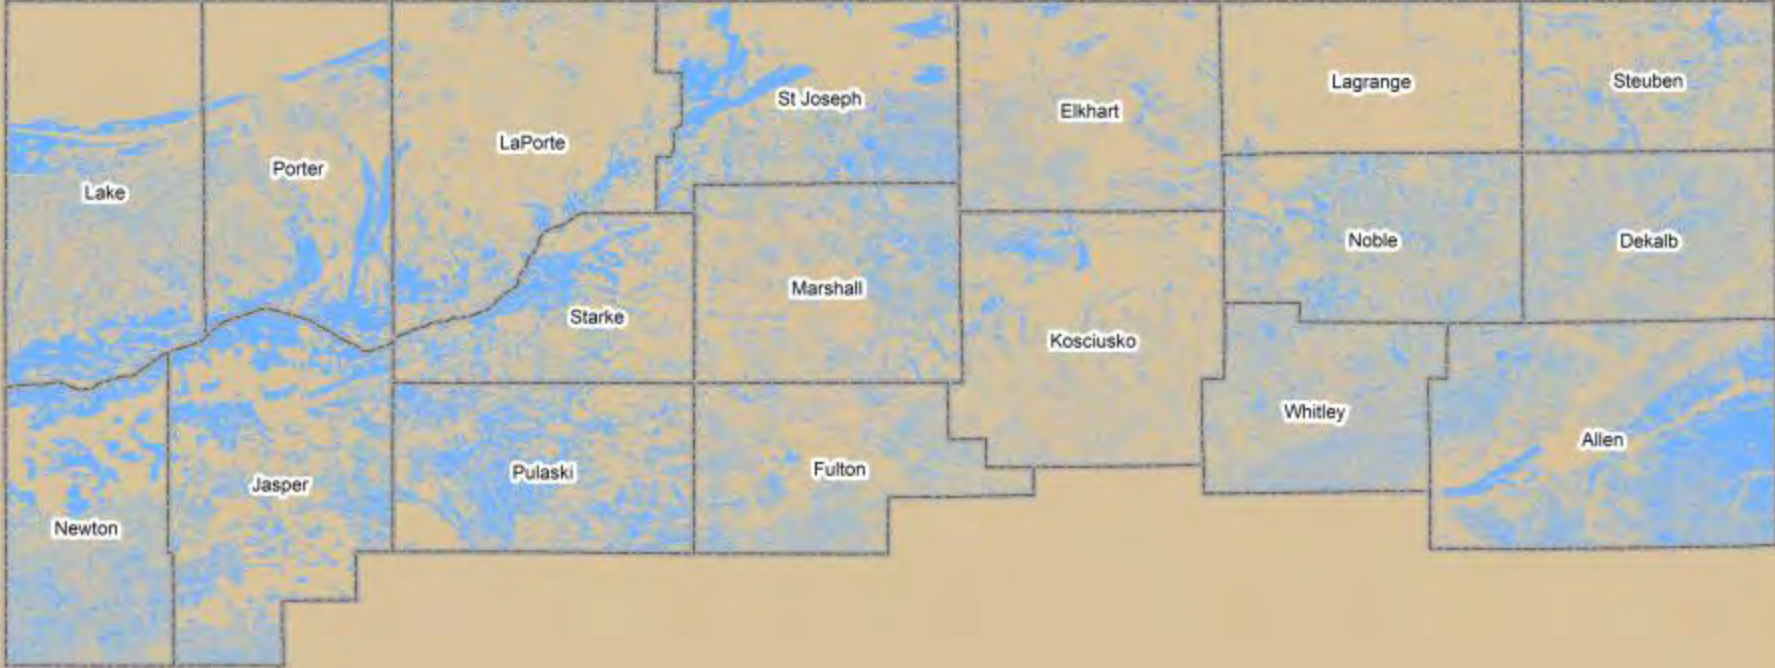 Lagrange
Steuben
St Joseph
Elkhart
LaPorte
Porter
Lake
Noble
Dekalb
Marshall
Starke
Kosciusko
Whitley
Allen
Fulton
Pulaski
Jasper
Newton